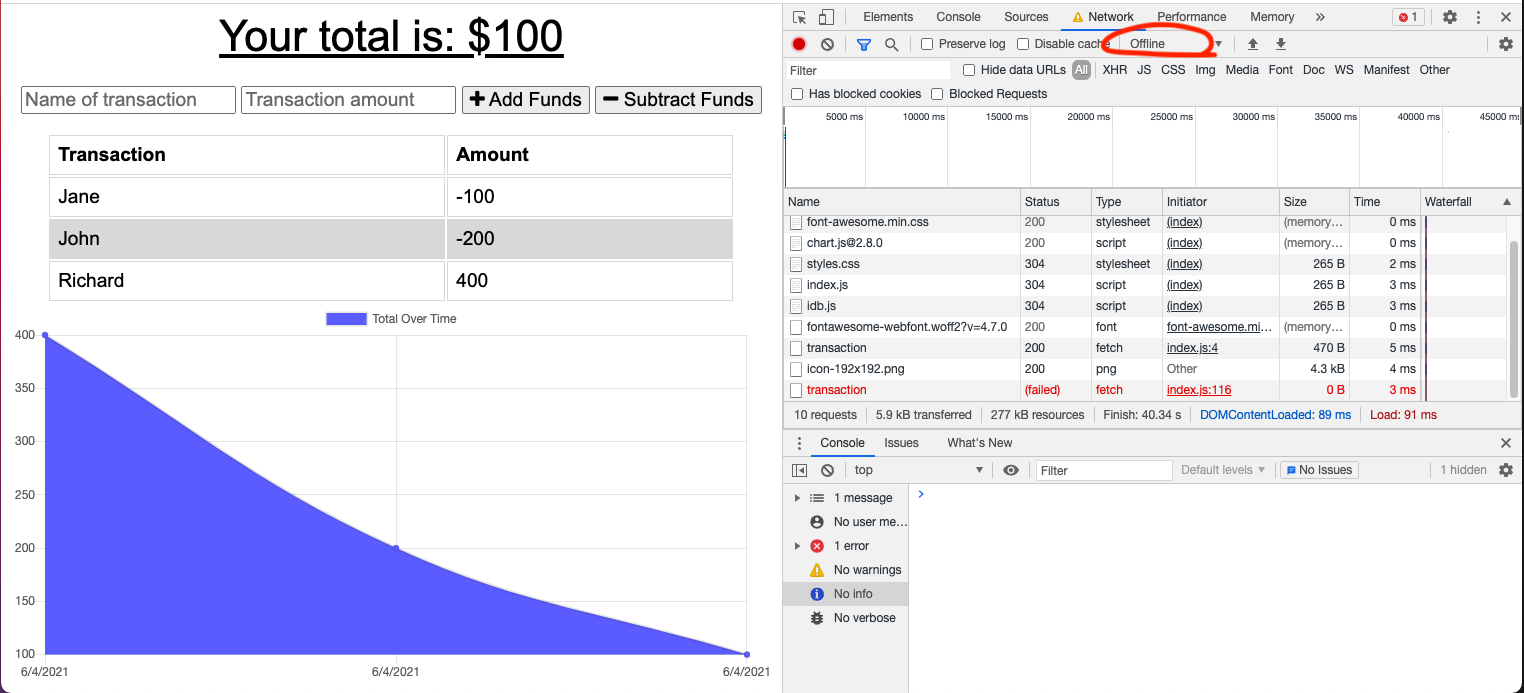 Your total is: $100
Name of transaction Transaction amount Add Funds Subtract Funds
Transaction Amount
Jane -100
John -200
Richard 400
Total Over Time
400
350
300
250
200
150
100
6/4/2021 6/4/2021 6/4/2021
Elements Console Sources Network Performance Memory » 1
Preserve log Disable cache Offline
Filter Hide data URLs All XHR JS CSS Img Media Font Doc WS Manifest Other
Has blocked cookies Blocked Requests
5000 ms 10000 ms 15000 ms 20000 ms 25000 ms 30000 ms 35000 ms 40000 ms 45000 ms
Name Status Type Initiator Size Time Waterfall
font-awesome.min.css 200 stylesheet (index) (memory… 0 ms
chart.js@2.8.0 200 script (index) (memory… 0 ms
styles.css 304 stylesheet (index) 265 B 2 ms
index.js 304 script (index) 265 B 3 ms
idb.js 304 script (index) 265 B 3 ms
fontawesome-webfont.woff2?v=4.7.0 200 font font-awesome.mi… (memory… 0 ms
transaction 200 fetch index.js:4 470 B 5 ms
icon-192x192.png 200 png Other 4.3 kB 4 ms
transaction (failed) fetch index.js:116 0 B 3 ms
10 requests 5.9 kB transferred 277 kB resources Finish: 40.34 s DOMContentLoaded: 89 ms Load: 91 ms
Console Issues What's New
top Filter Default levels No Issues 1 hidden
1 message
No user me…
1 error
No warnings
No info
No verbose